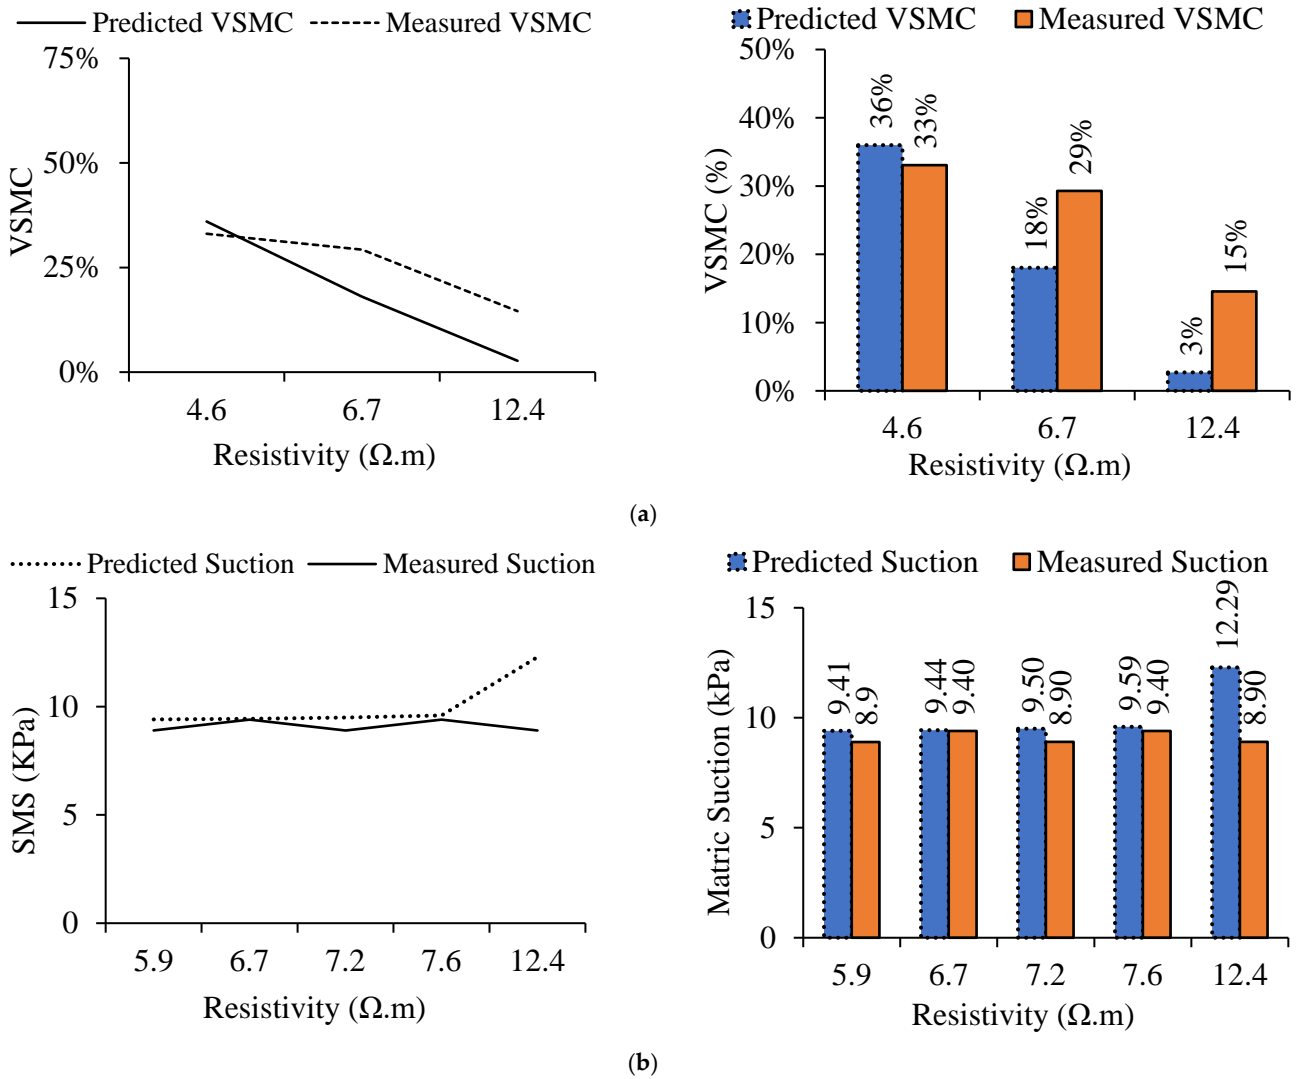 Predicted VSMC
Measured VSMC
75%
50%
25%
0%
VSMC
4.6
6.7
12.4
Resistivity (Ω.m)
Predicted VSMC
Measured VSMC
50%
40%
30%
20%
10%
0%
VSMC (%)
36%
33%
18%
29%
3%
15%
4.6
6.7
12.4
Resistivity (Ω.m)
(a)
Predicted Suction
Measured Suction
15
10
5
0
SMS (KPa)
5.9
6.7
7.2
7.6
12.4
Resistivity (Ω.m)
Predicted Suction
Measured Suction
15
10
5
0
Matric Suction (kPa)
9.41
8.9
9.44
9.40
9.50
8.90
9.59
9.40
12.29
8.90
5.9
6.7
7.2
7.6
12.4
Resistivity (Ω.m)
(b)